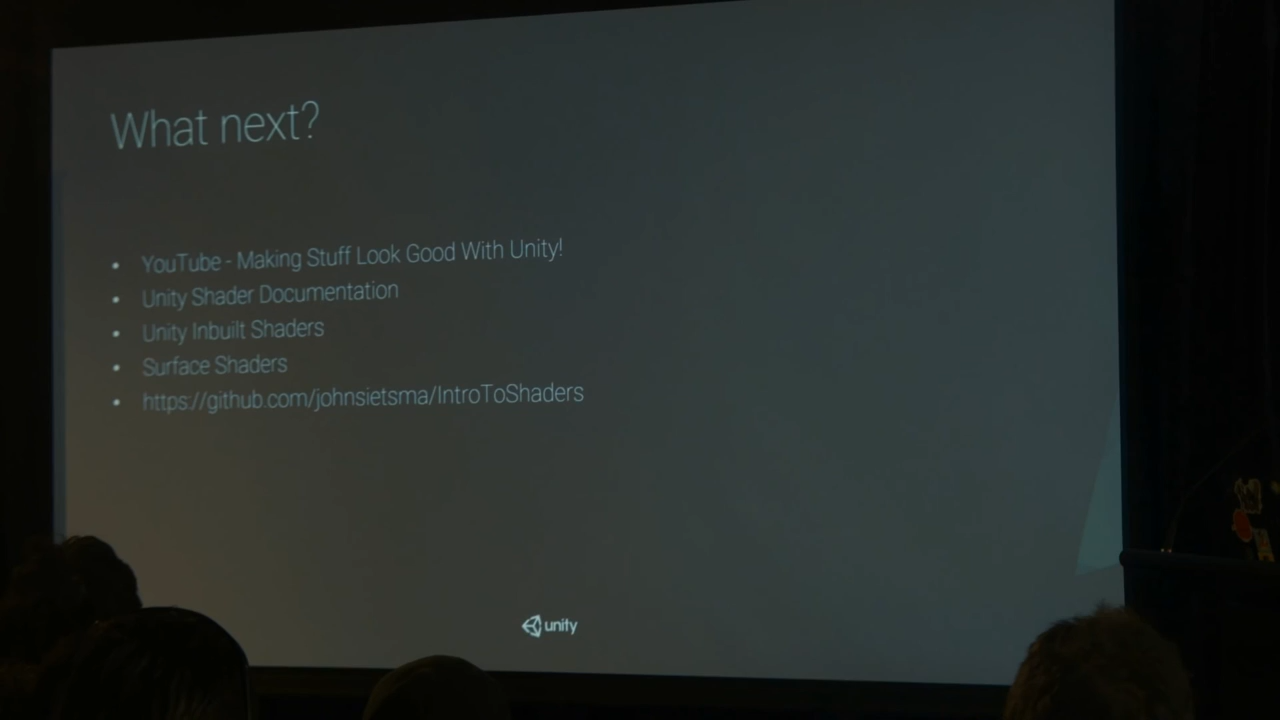 What next?
• YouTube - Making Stuff Look Good With Unity!
• Unity Shader Documentation
• Unity Inbuilt Shaders
• Surface Shaders
• https://github.com/johnsietsma/IntroToShaders
unity